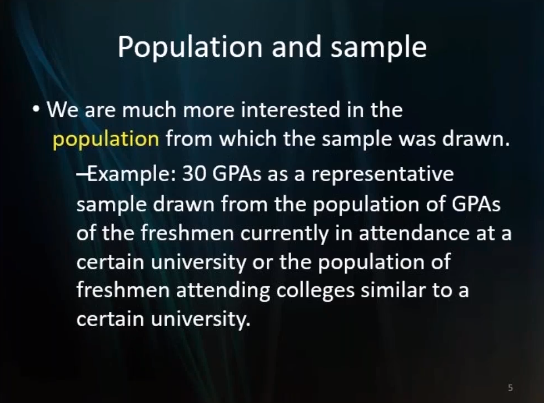 Population and sample
• We are much more interested in the
population from which the sample was drawn.
–Example: 30 GPAs as a representative
sample drawn from the population of GPAs
of the freshmen currently in attendance at a
certain university or the population of
freshmen attending colleges similar to a
certain university.
5